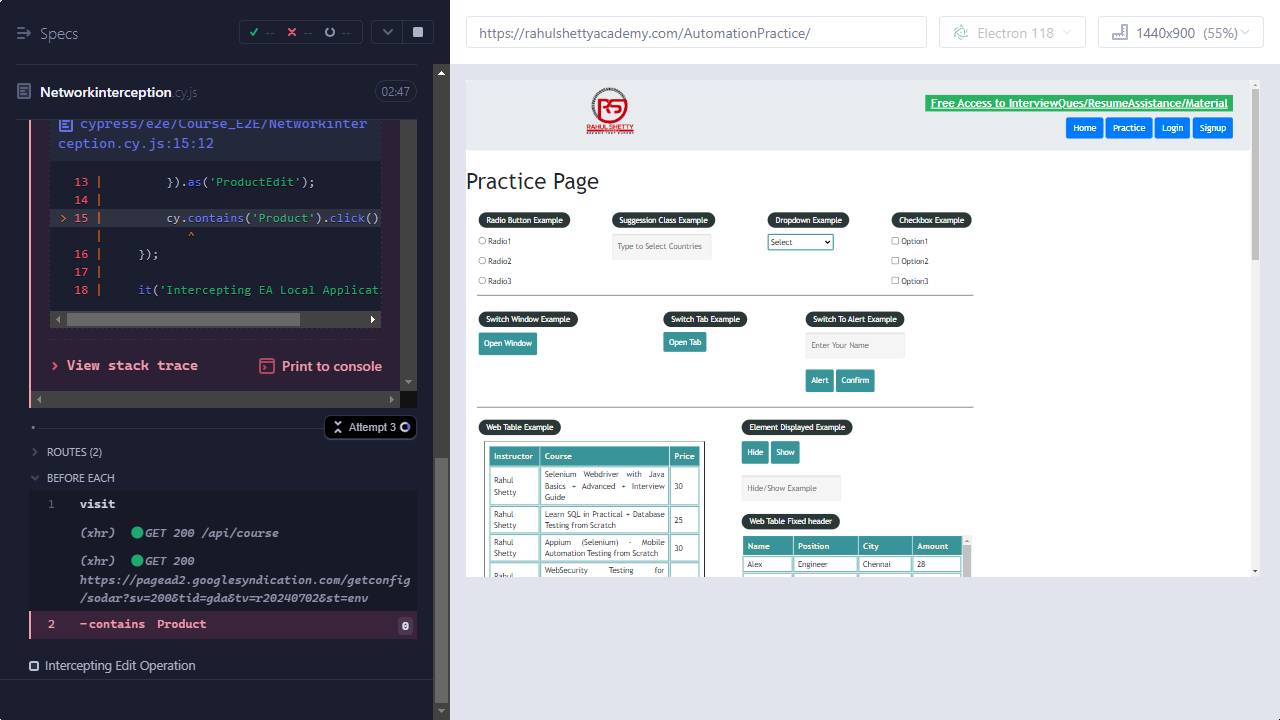 Specs
-- -- --
Networkinterception.cy.js 02:47
cypress/e2e/Course_E2E/Networkinter
ception.cy.js:15:12
13 | }).as('ProductEdit');
14 |
> 15 | cy.contains('Product').click()
| ^
16 | });
17 |
18 | it('Intercepting EA Local Applicati
View stack trace
Print to console
Attempt 3
ROUTES (2)
BEFORE EACH
1 visit
(xhr) GET 200 /api/course
(xhr) GET 200
https://pagead2.googlesyndication.com/getconfig
/sodar?sv=200&tid=gda&tv=r20240702&st=env
2 -contains Product 0
Intercepting Edit Operation
https://rahulshettyacademy.com/AutomationPractice/
Electron 118
1440x900 (55%)
RS
RAHUL SHETTY
Free Access to InterviewQues/ResumeAssistance/Material
Home Practice Login Signup
Practice Page
Radio Button Example
Radio1
Radio2
Radio3
Suggession Class Example
Type to Select Countries
Dropdown Example
Select
Checkbox Example
Option1
Option2
Option3
Switch Window Example
Open Window
Switch Tab Example
Open Tab
Switch To Alert Example
Enter Your Name
Alert Confirm
Web Table Example
Instructor Course Price
Rahul Shetty Selenium Webdriver with Java Basics + Advanced + Interview Guide 30
Rahul Shetty Learn SQL in Practical + Database Testing from Scratch 25
Rahul Shetty Appium (Selenium) - Mobile Automation Testing from Scratch 30
Rahul WebSecurity Testing for
Element Displayed Example
Hide Show
Hide/Show Example
Web Table Fixed header
Name Position City Amount
Alex Engineer Chennai 28